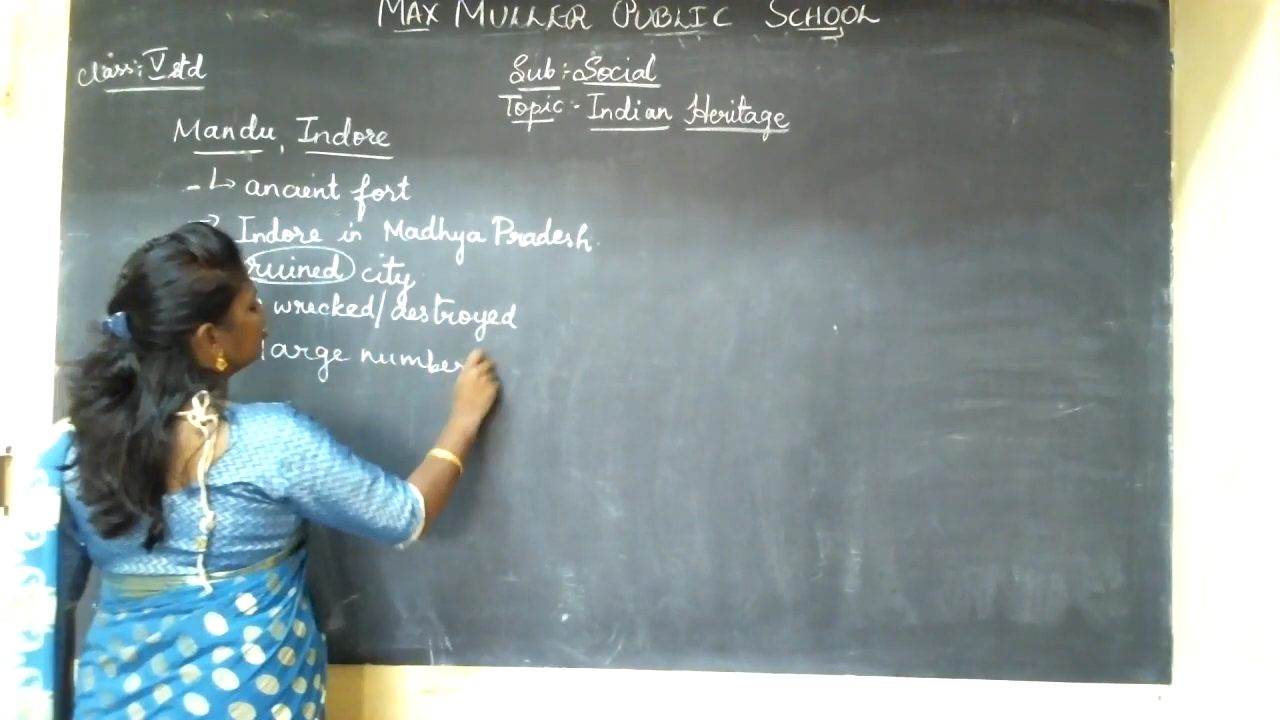 MAX MULLER PUBLIC SCHOOL
Class: V std
Sub :- Social
Topic :- Indian Heritage
Mandu, Indore
- ↳ ancient fort
→ Indore in Madhya Pradesh.
ruined city
wrecked/destroyed
large number